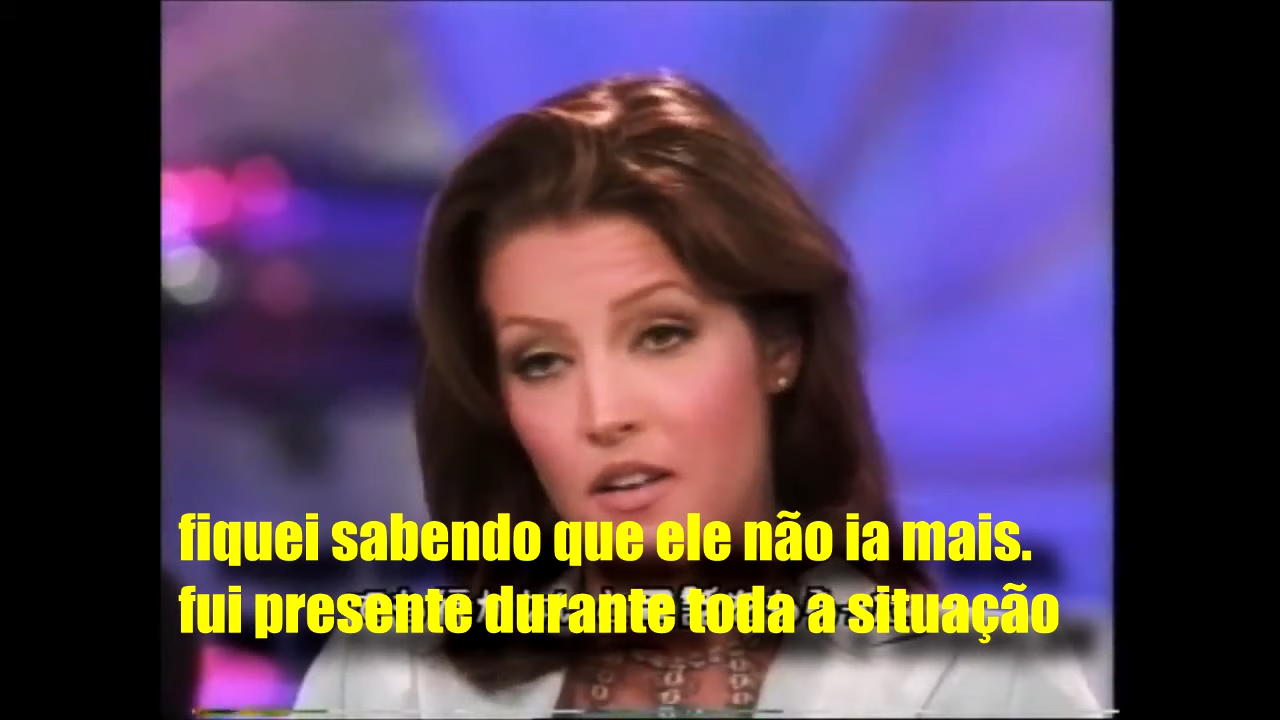 fiquei sabendo que ele não ia mais.
fui presente durante toda a situação